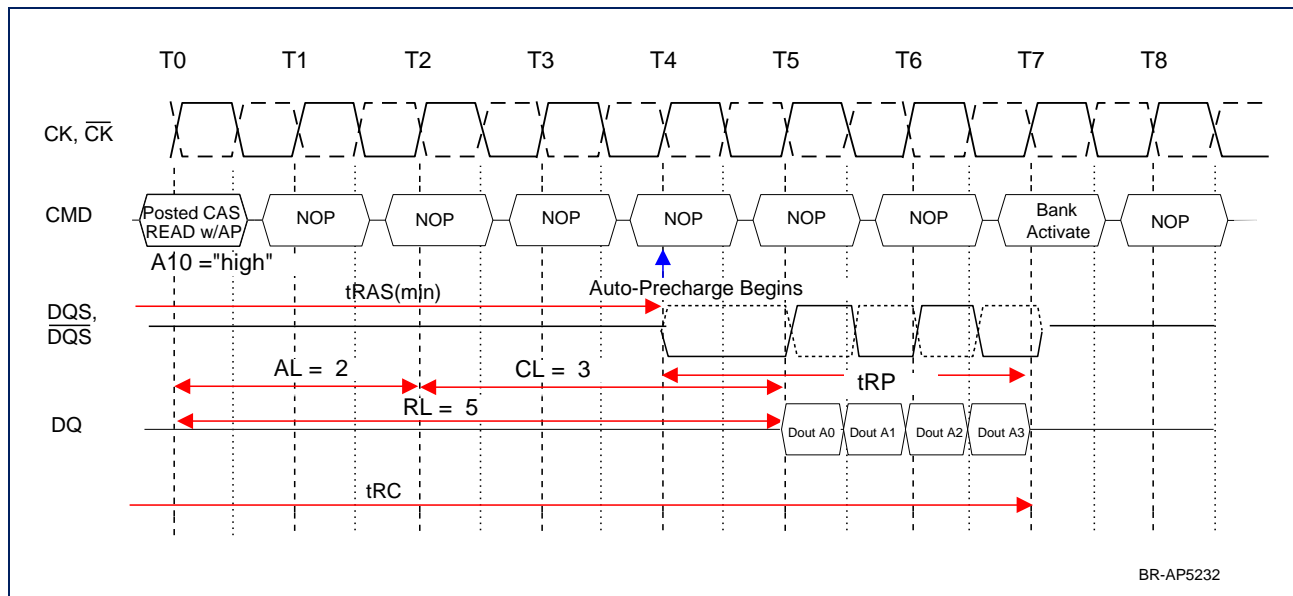 T0 T1 T2 T3 T4 T5 T6 T7 T8
CK, CK
CMD
Posted CAS
READ w/AP
NOP NOP NOP NOP NOP NOP
Bank
Activate
NOP
A10 ="high"
tRAS(min)
Auto-Precharge Begins
DQS,
DQS
AL = 2
CL = 3
tRP
RL = 5
DQ
Dout A0 Dout A1 Dout A2 Dout A3
tRC
BR-AP5232